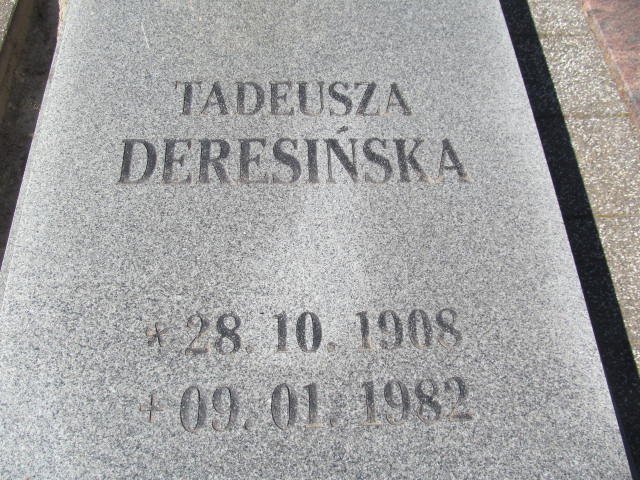 TADEUSZA
DERESIŃSKA
* 28. 10. 1908
+ 09. 01. 1982